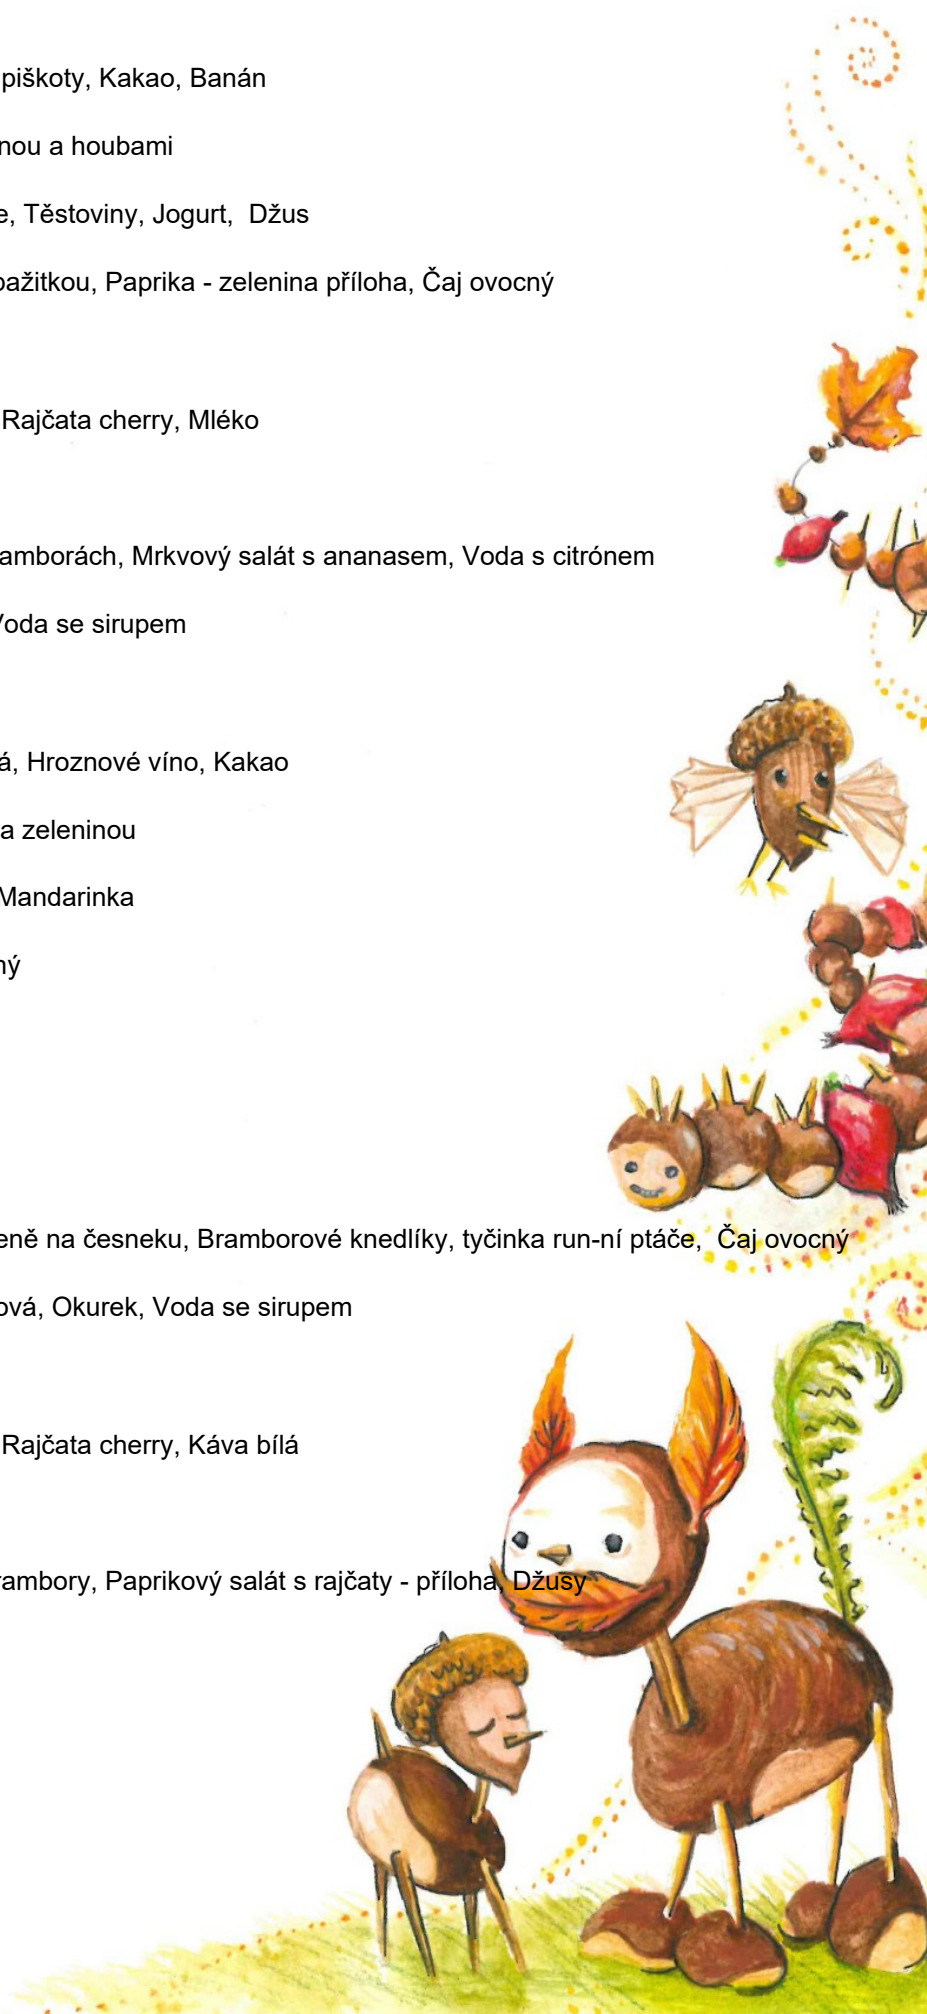 piškoty, Kakao, Banán
nou a houbami
e, Těstoviny, Jogurt, Džus
pažitkou, Paprika - zelenina příloha, Čaj ovocný
Rajčata cherry, Mléko
amborách, Mrkvový salát s ananasem, Voda s citrónem
Voda se sirupem
á, Hroznové víno, Kakao
a zeleninou
Mandarinka
ný
eně na česneku, Bramborové knedlíky, tyčinka run-ní ptáče, Čaj ovocný
ová, Okurek, Voda se sirupem
Rajčata cherry, Káva bílá
rambory, Paprikový salát s rajčaty - příloha, Džusy